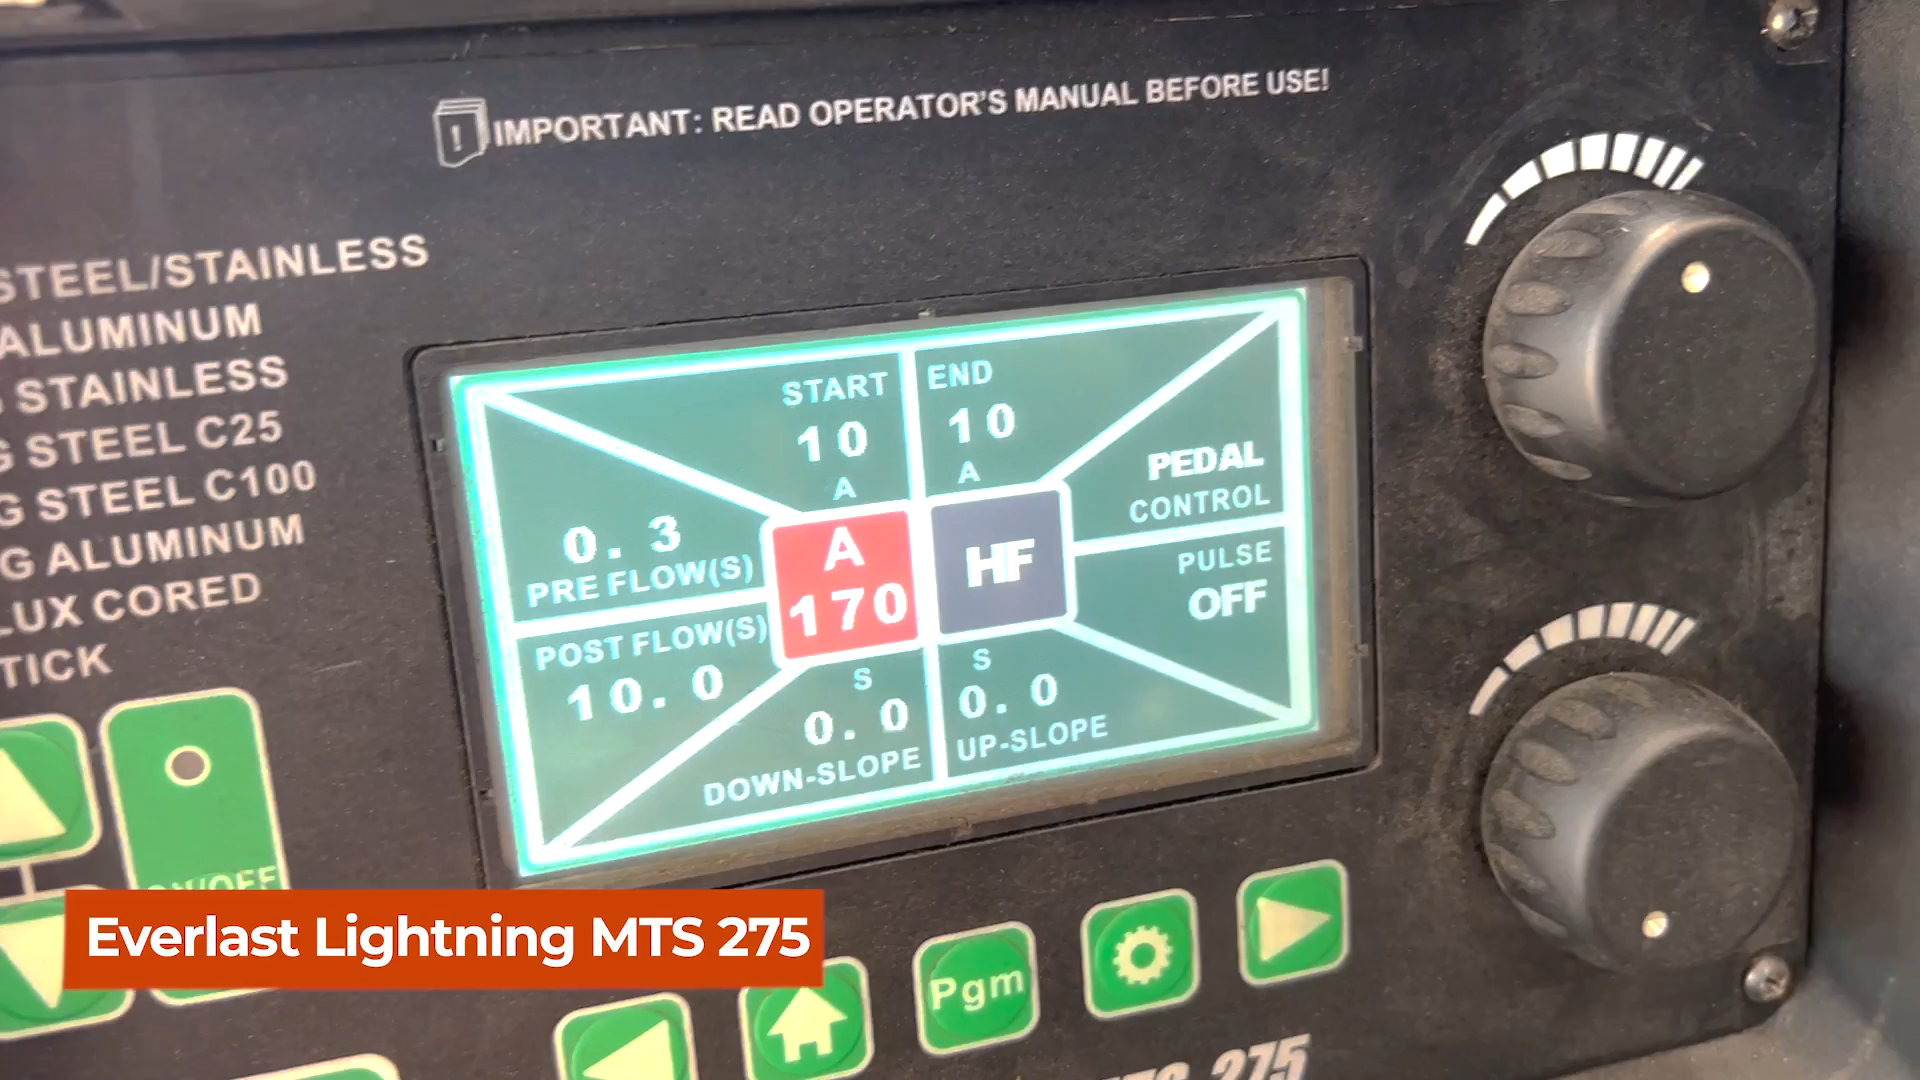 ! IMPORTANT: READ OPERATOR'S MANUAL BEFORE USE!
STEEL/STAINLESS
ALUMINUM
STAINLESS
STEEL C25
STEEL C100
ALUMINUM
CORED
START
10
A
END
10
A
PEDAL
CONTROL
0.3
PRE FLOW(S)
A
170
HF
PULSE
OFF
POST FLOW(S)
10.0
S
0.0
DOWN-SLOPE
S
0.0
UP-SLOPE
Everlast Lightning MTS 275
Pgm
275